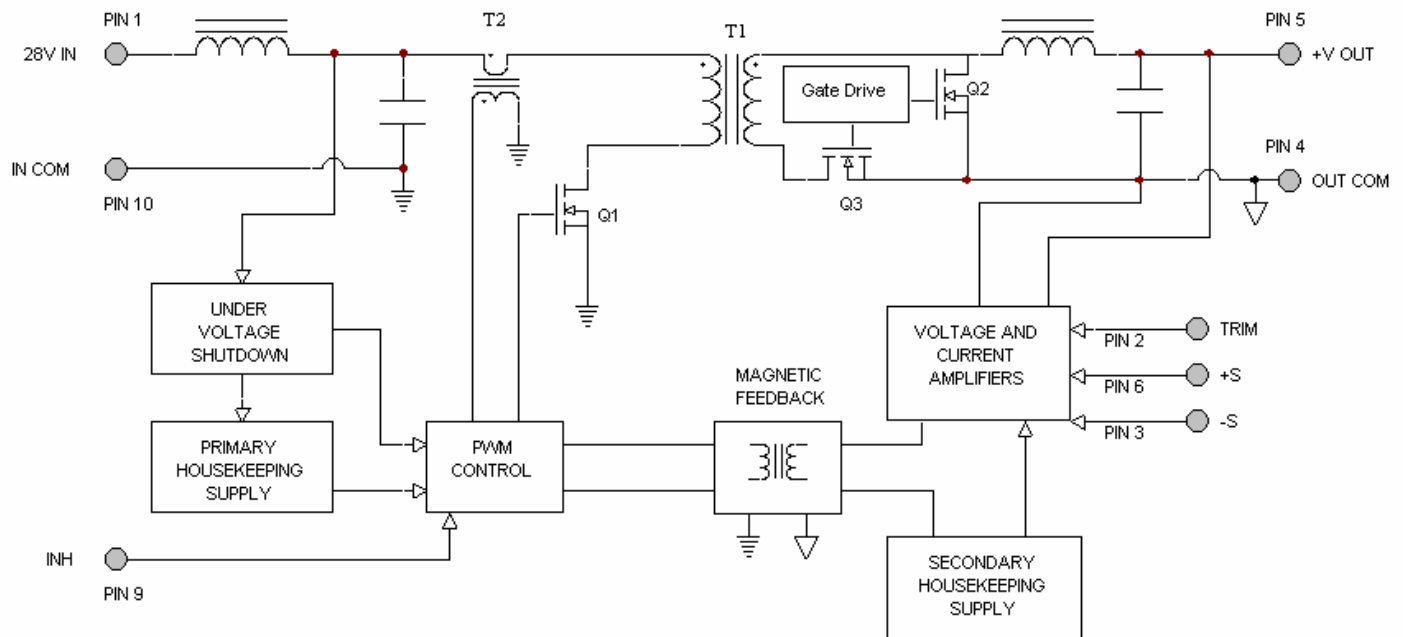 PIN 1
T2
T1
PIN 5
28V IN
+V OUT
Gate Drive
Q2
IN COM
PIN 10
Q1
Q3
PIN 4
OUT COM
UNDER
VOLTAGE
SHUTDOWN
VOLTAGE AND
CURRENT
AMPLIFIERS
PIN 2
TRIM
PIN 6
+S
PIN 3
-S
MAGNETIC
FEEDBACK
PRIMARY
HOUSEKEEPING
SUPPLY
PWM
CONTROL
INH
PIN 9
SECONDARY
HOUSEKEEPING
SUPPLY